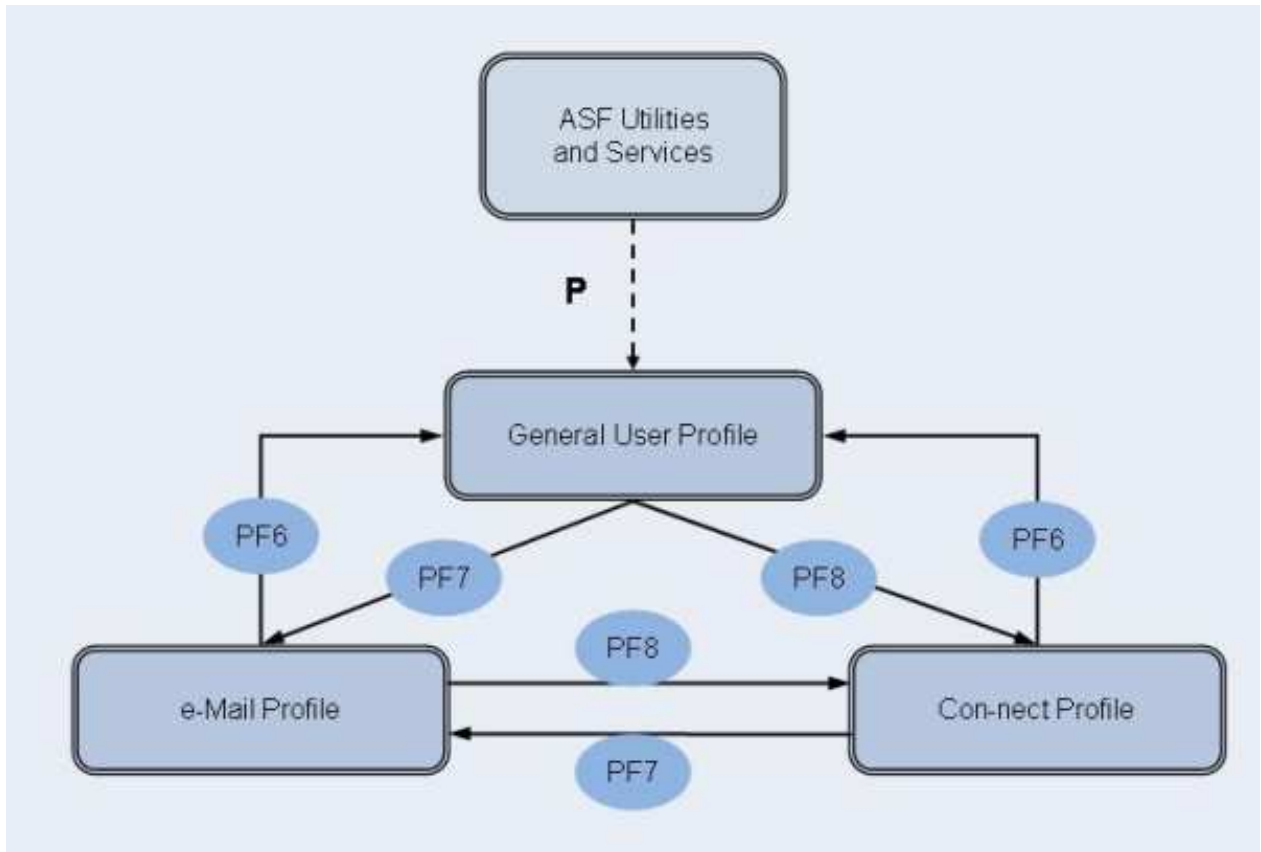 ASF Utilities
and Services
P
General User Profile
PF6
PF7
PF8
PF6
e-Mail Profile
PF8
Con-nect Profile
PF7